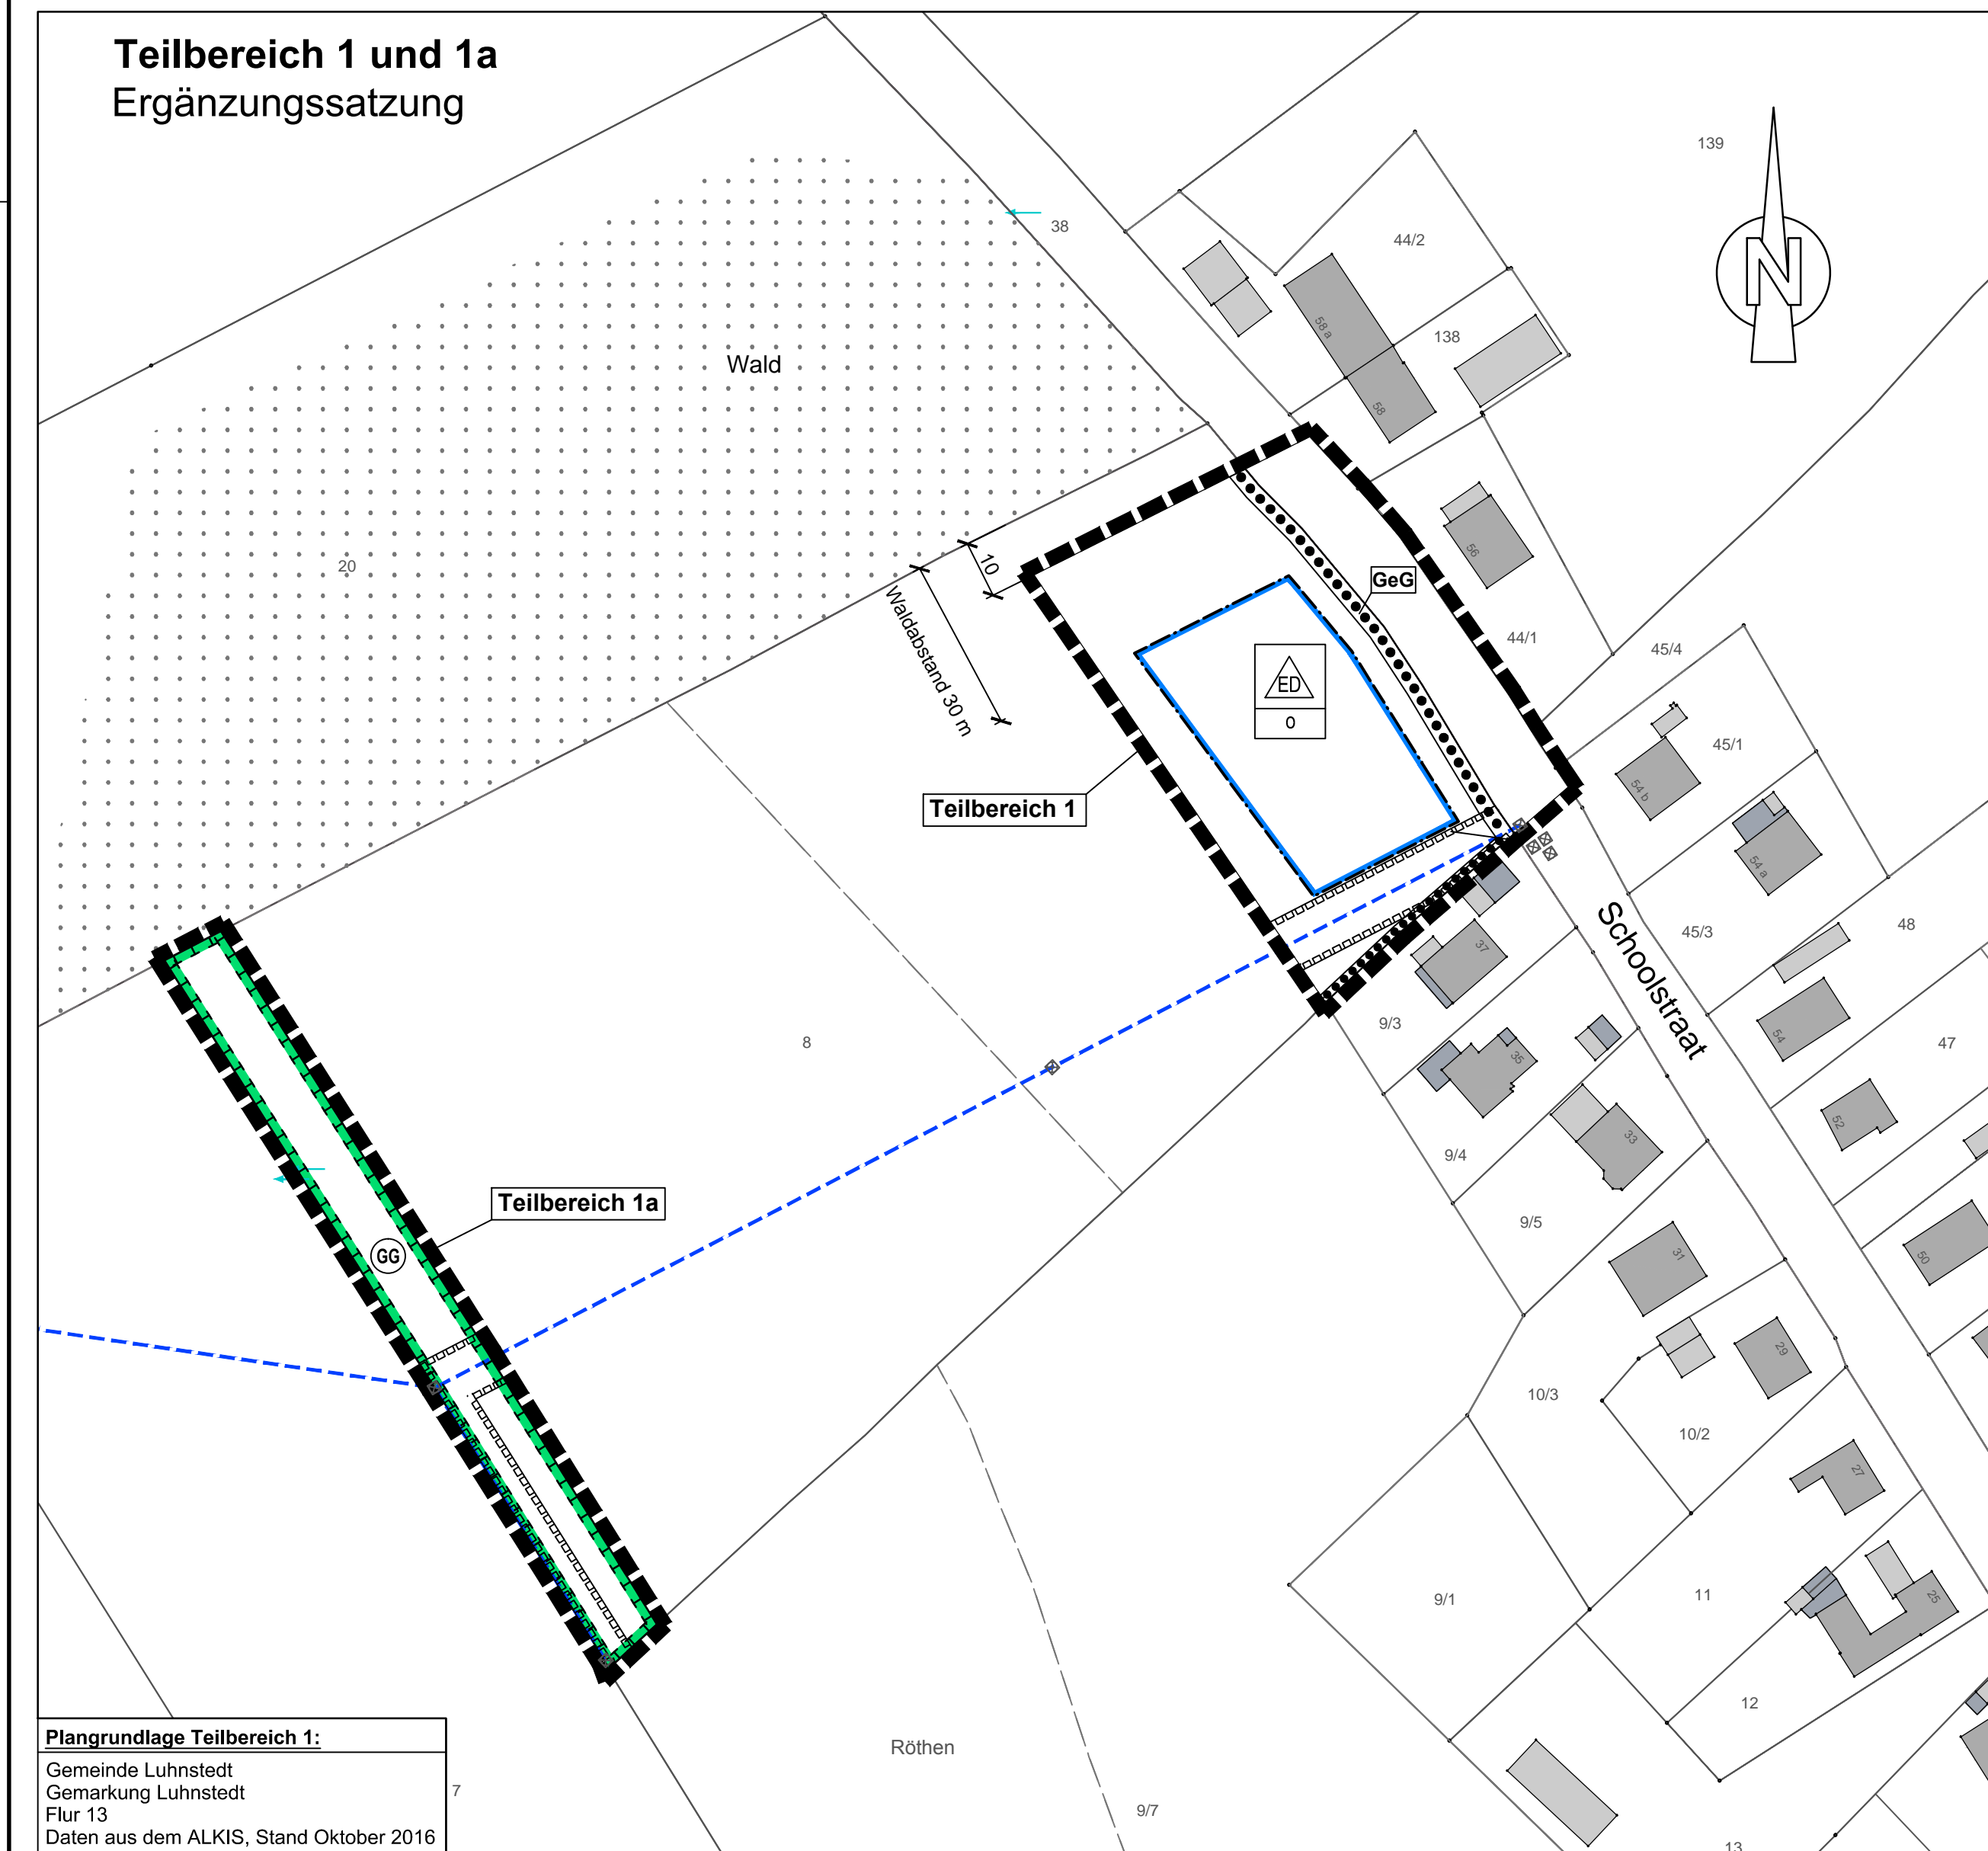 Teilbereich 1 und 1a
Ergänzungssatzung
139
N
38
44/2
58 a
138
58
Wald
20
10
Waldabstand 30 m
56
GeG
44/1
45/4
ED
o
45/1
54 b
Teilbereich 1
54 a
45/3
48
Schoolstraat
37
9/3
54
8
47
35
52
33
9/4
Teilbereich 1a
9/5
GG
31
50
29
10/3
10/2
27
9/1
11
25
12
Röthen
9/7
13
7
Plangrundlage Teilbereich 1:
Gemeinde Luhnstedt
Gemarkung Luhnstedt
Flur 13
Daten aus dem ALKIS, Stand Oktober 2016